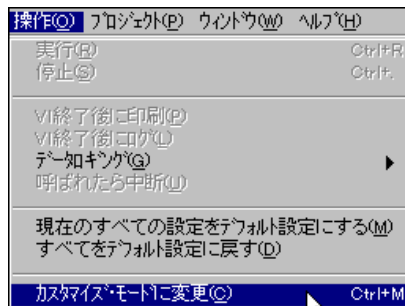 操作(O) ﾌﾟﾛｼﾞｪｸﾄ(P) ｳｨﾝﾄﾞｳ(W) ﾍﾙﾌﾟ(H)
実行(R) Ctrl+R
停止(S) Ctrl+.
VI終了後に印刷(P)
VI終了後にﾛｸﾞ(L)
ﾃﾞｰﾀﾛｷﾞﾝｸﾞ(G)
呼ばれたら中断(U)
現在のすべての設定をﾃﾞﾌｫﾙﾄ設定にする(M)
すべてをﾃﾞﾌｫﾙﾄ設定に戻す(D)
ｶｽﾀﾏｲｽﾞ･ﾓｰﾄﾞに変更(C) Ctrl+M